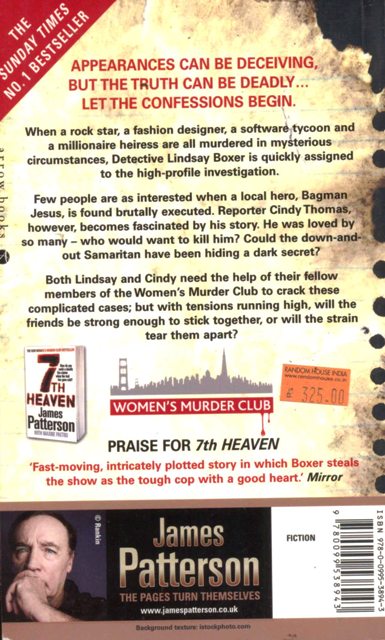 THE
SUNDAY TIMES
NO. 1 BESTSELLER
APPEARANCES CAN BE DECEIVING,
BUT THE TRUTH CAN BE DEADLY...
LET THE CONFESSIONS BEGIN.
When a rock star, a fashion designer, a software tycoon and
a millionaire heiress are all murdered in mysterious
circumstances, Detective Lindsay Boxer is quickly assigned
to the high-profile investigation.
Few people are as interested when a local hero, Bagman
Jesus, is found brutally executed. Reporter Cindy Thomas,
however, becomes fascinated by his story. He was loved by
so many – who would want to kill him? Could the down-and-
out Samaritan have been hiding a dark secret?
Both Lindsay and Cindy need the help of their fellow
members of the Women's Murder Club to crack these
complicated cases; but with tensions running high, will the
friends be strong enough to stick together, or will the strain
tear them apart?
arrow books
7TH
HEAVEN
James
Patterson
WOMEN'S MURDER CLUB
RANDOM HOUSE INDIA
www.randomhouse.co.in
325.00
PRAISE FOR 7th HEAVEN
'Fast-moving, intricately plotted story in which Boxer steals
the show as the tough cop with a good heart.' Mirror
© Rankin
James
Patterson
THE PAGES TURN THEMSELVES
www.jamespatterson.co.uk
Background texture: istockphoto.com
FICTION
ISBN 978-0-0995-3894-3
9 780099 538943